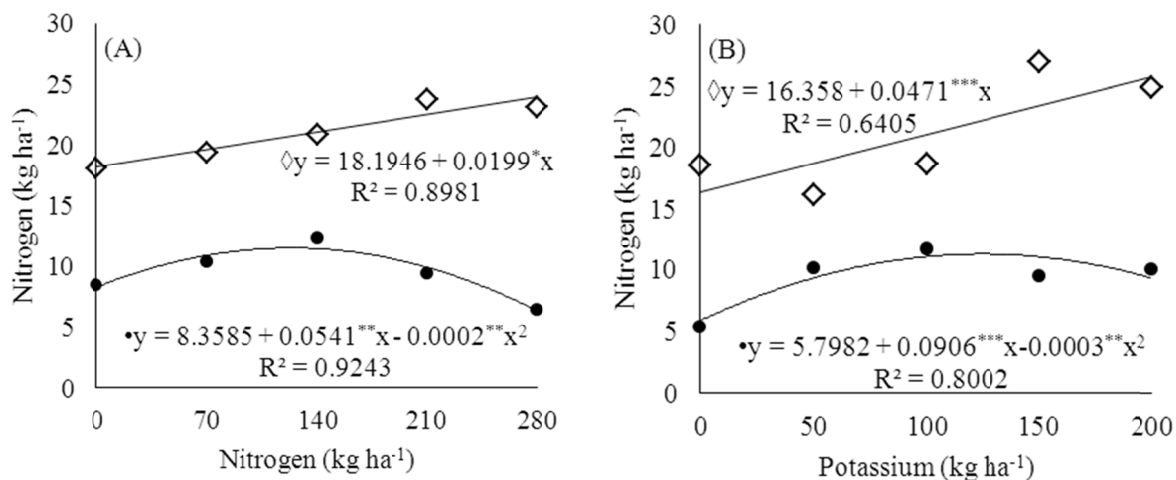 (A)
30
25
20
15
10
5
0
Nitrogen (kg ha⁻¹)
◊y = 18.1946 + 0.0199*x
R² = 0.8981
•y = 8.3585 + 0.0541**x - 0.0002**x²
R² = 0.9243
0 70 140 210 280
Nitrogen (kg ha⁻¹)
(B)
30
25
20
15
10
5
0
Nitrogen (kg ha⁻¹)
◊y = 16.358 + 0.0471***x
R² = 0.6405
•y = 5.7982 + 0.0906***x-0.0003**x²
R² = 0.8002
0 50 100 150 200
Potassium (kg ha⁻¹)